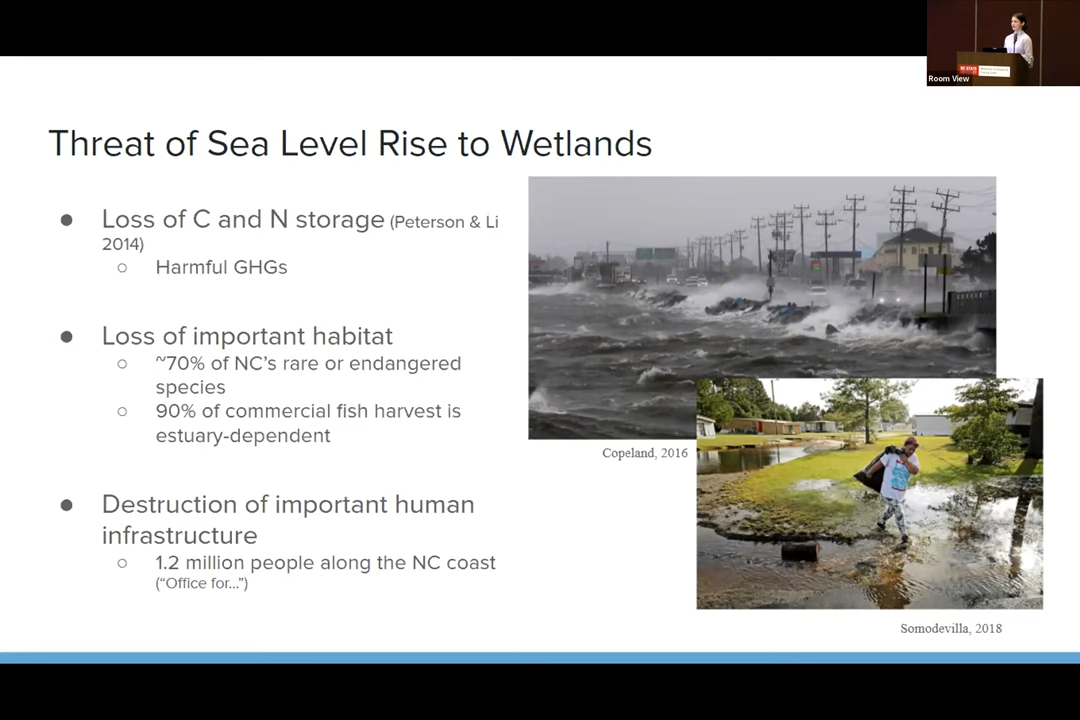 Room View
NC STATE
Threat of Sea Level Rise to Wetlands
● Loss of C and N storage (Peterson & Li
2014)
○ Harmful GHGs
● Loss of important habitat
○ ~70% of NC's rare or endangered
species
○ 90% of commercial fish harvest is
estuary-dependent
● Destruction of important human
infrastructure
○ 1.2 million people along the NC coast
("Office for...")
Copeland, 2016
Somodevilla, 2018